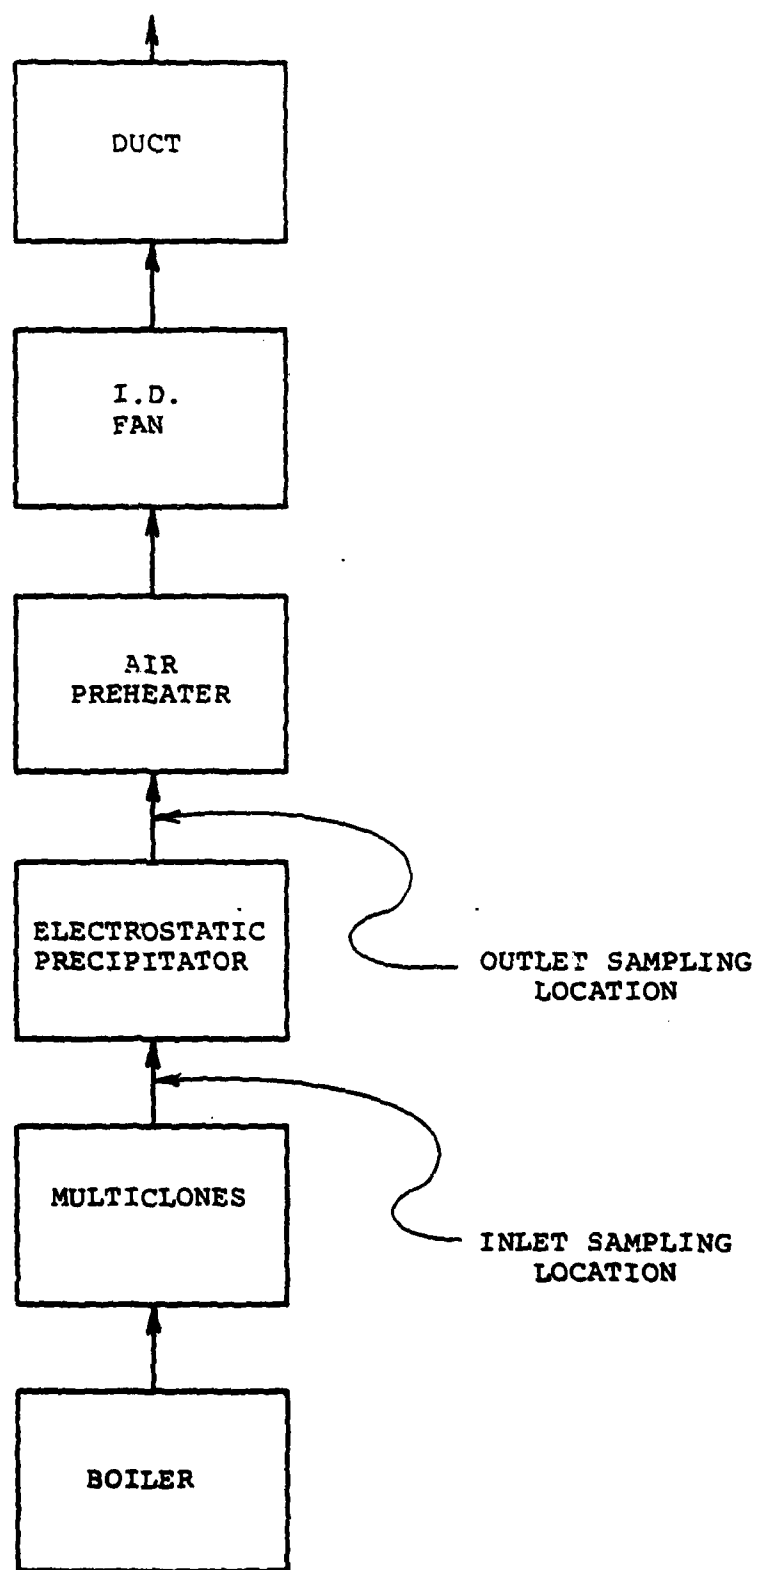 DUCT
I.D.
FAN
AIR
PREHEATER
ELECTROSTATIC
PRECIPITATOR
OUTLET SAMPLING
LOCATION
MULTICLONES
INLET SAMPLING
LOCATION
BOILER